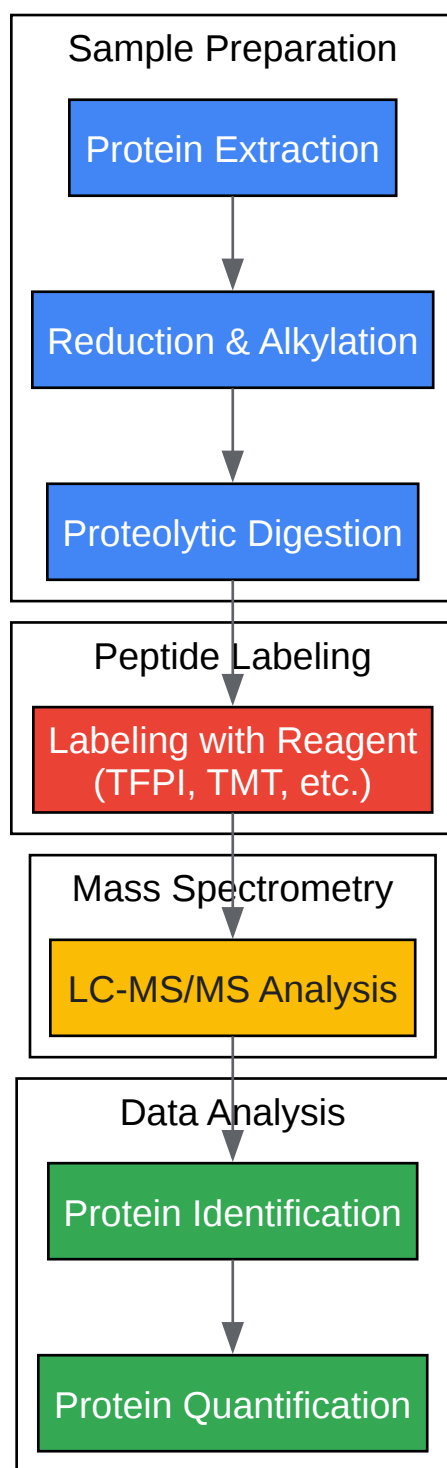 Sample Preparation
Protein Extraction
Reduction & Alkylation
Proteolytic Digestion
Peptide Labeling
Labeling with Reagent
(TFPI, TMT, etc.)
Mass Spectrometry
LC-MS/MS Analysis
Data Analysis
Protein Identification
Protein Quantification